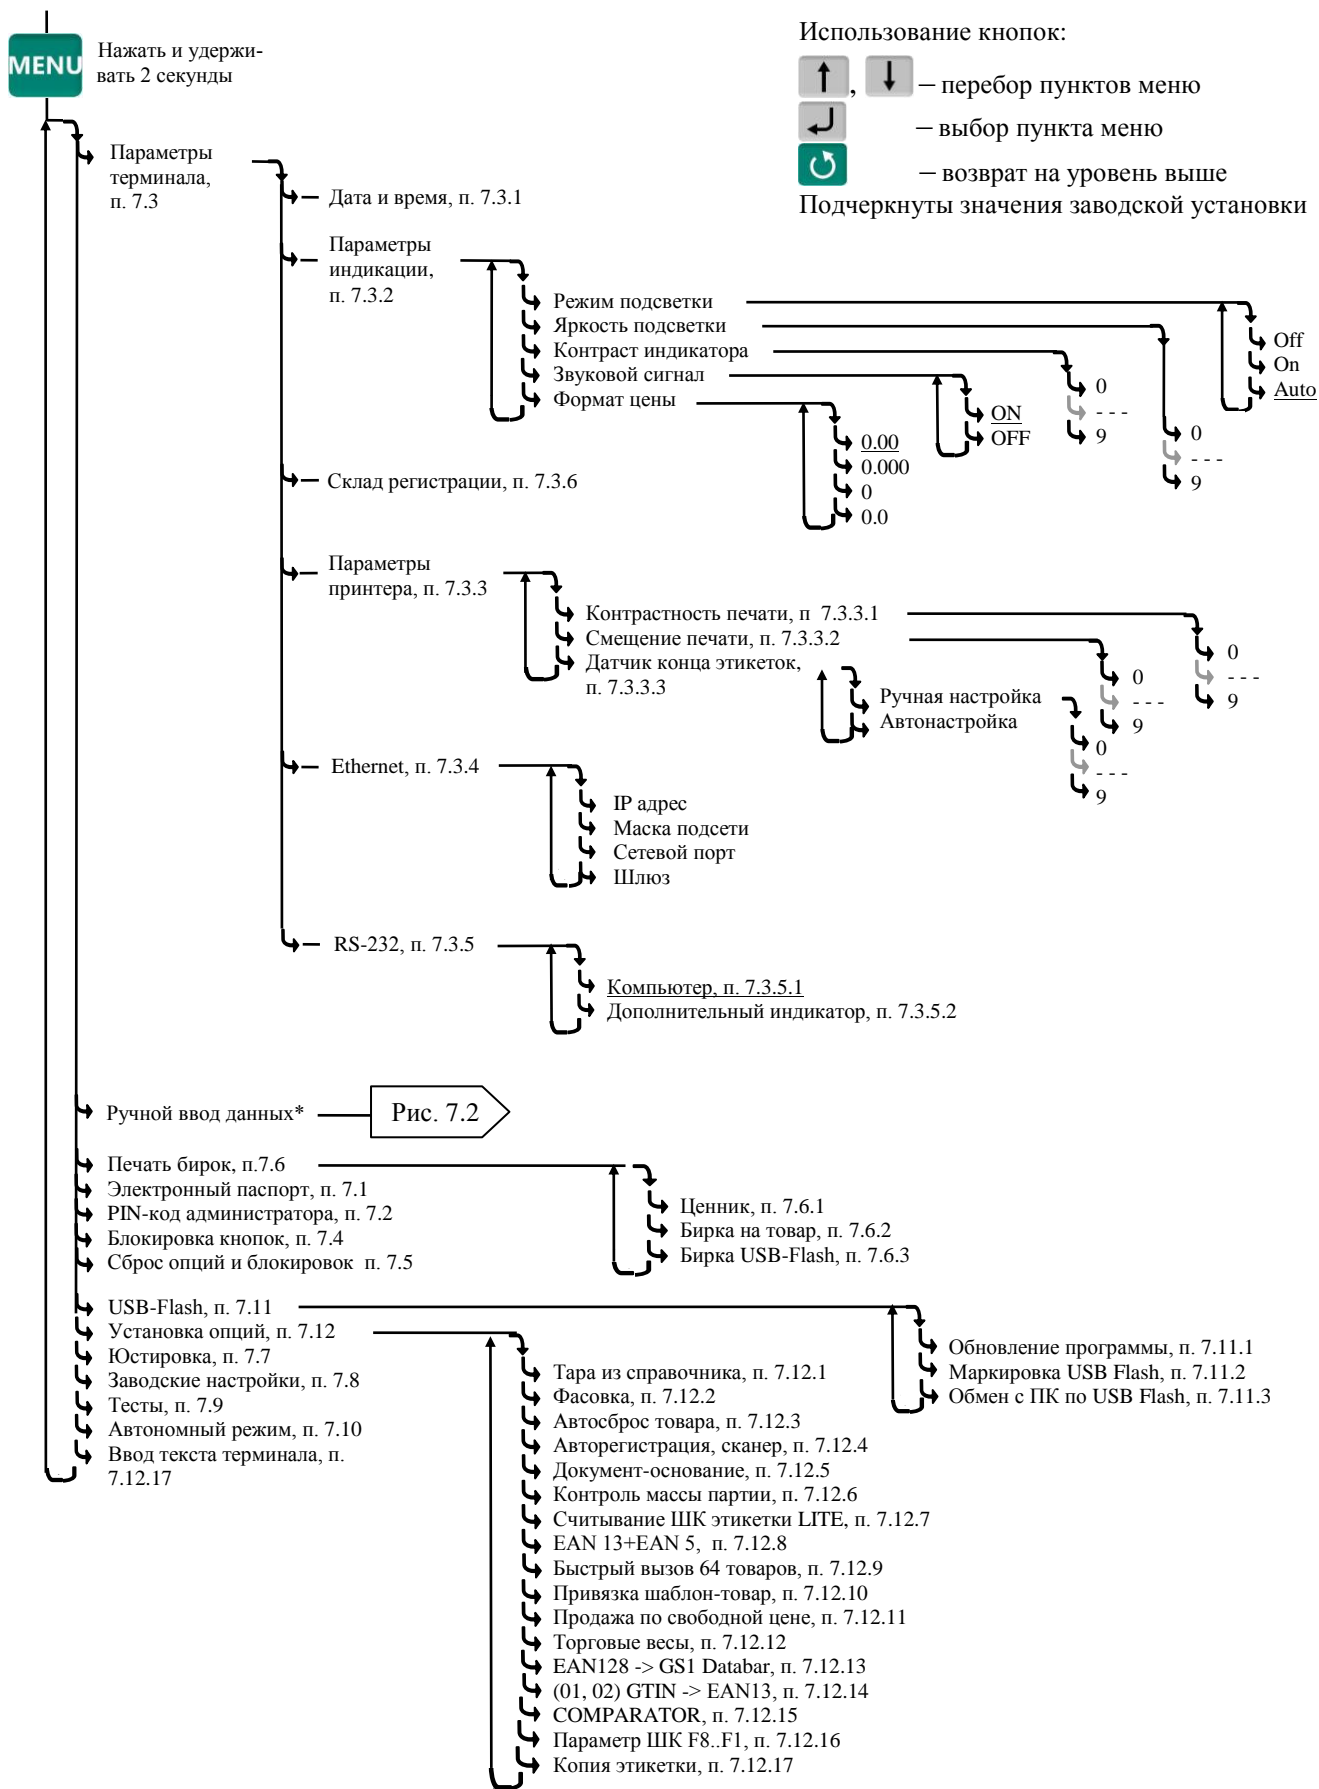 MENU
Нажать и удержи-
вать 2 секунды
Использование кнопок:
, – перебор пунктов меню
– выбор пункта меню
– возврат на уровень выше
Подчеркнуты значения заводской установки
Параметры
терминала,
п. 7.3
Дата и время, п. 7.3.1
Параметры
индикации,
п. 7.3.2
Режим подсветки
Яркость подсветки
Контраст индикатора
Звуковой сигнал
Формат цены
Off
On
Auto
0
- - -
9
0
- - -
9
ON
OFF
0.00
0.000
0
0.0
Склад регистрации, п. 7.3.6
Параметры
принтера, п. 7.3.3
Контрастность печати, п 7.3.3.1
Смещение печати, п. 7.3.3.2
Датчик конца этикеток,
п. 7.3.3.3
0
- - -
9
0
- - -
9
Ручная настройка
Автонастройка
0
- - -
9
Ethernet, п. 7.3.4
IP адрес
Маска подсети
Сетевой порт
Шлюз
RS-232, п. 7.3.5
Компьютер, п. 7.3.5.1
Дополнительный индикатор, п. 7.3.5.2
Ручной ввод данных*
Рис. 7.2
Печать бирок, п.7.6
Электронный паспорт, п. 7.1
PIN-код администратора, п. 7.2
Блокировка кнопок, п. 7.4
Сброс опций и блокировок п. 7.5
Ценник, п. 7.6.1
Бирка на товар, п. 7.6.2
Бирка USB-Flash, п. 7.6.3
USB-Flash, п. 7.11
Установка опций, п. 7.12
Юстировка, п. 7.7
Заводские настройки, п. 7.8
Тесты, п. 7.9
Автономный режим, п. 7.10
Ввод текста терминала, п.
7.12.17
Обновление программы, п. 7.11.1
Маркировка USB Flash, п. 7.11.2
Обмен с ПК по USB Flash, п. 7.11.3
Тара из справочника, п. 7.12.1
Фасовка, п. 7.12.2
Автосброс товара, п. 7.12.3
Авторегистрация, сканер, п. 7.12.4
Документ-основание, п. 7.12.5
Контроль массы партии, п. 7.12.6
Считывание ШК этикетки LITE, п. 7.12.7
EAN 13+EAN 5, п. 7.12.8
Быстрый вызов 64 товаров, п. 7.12.9
Привязка шаблон-товар, п. 7.12.10
Продажа по свободной цене, п. 7.12.11
Торговые весы, п. 7.12.12
EAN128 -> GS1 Databar, п. 7.12.13
(01, 02) GTIN -> EAN13, п. 7.12.14
COMPARATOR, п. 7.12.15
Параметр ШК F8..F1, п. 7.12.16
Копия этикетки, п. 7.12.17